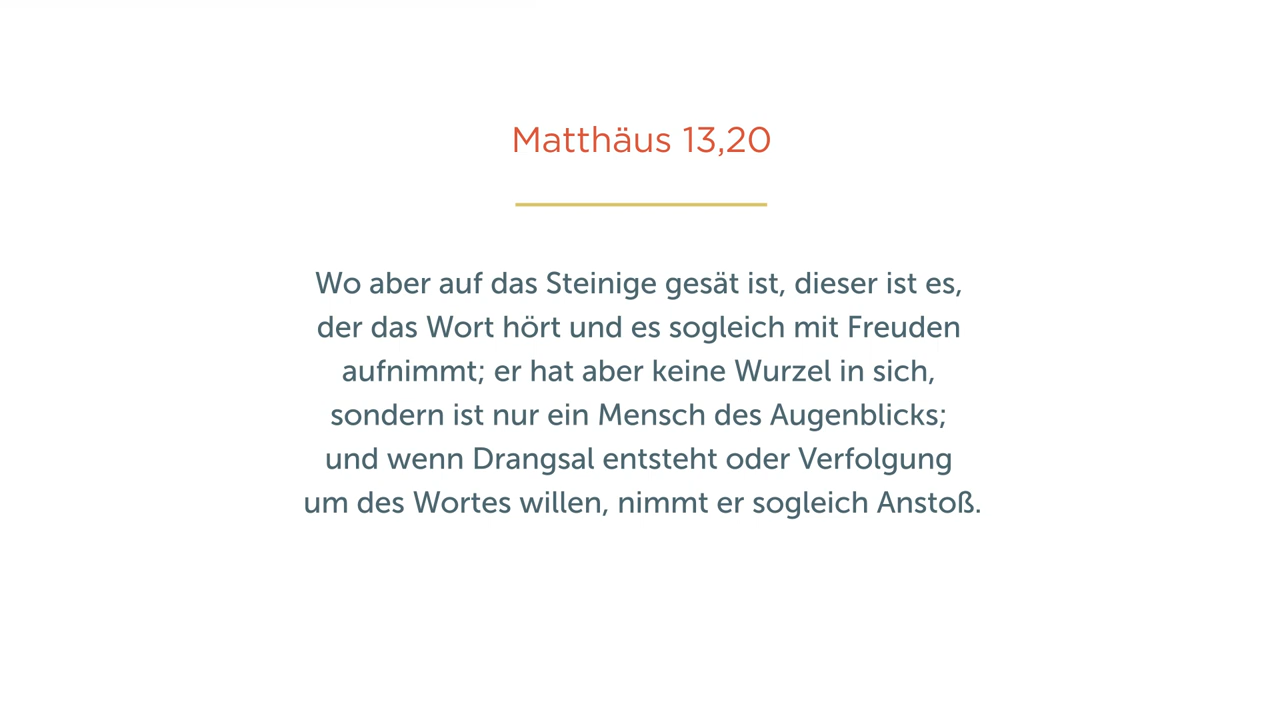 Matthäus 13,20
Wo aber auf das Steinige gesät ist, dieser ist es,
der das Wort hört und es sogleich mit Freuden
aufnimmt; er hat aber keine Wurzel in sich,
sondern ist nur ein Mensch des Augenblicks;
und wenn Drangsal entsteht oder Verfolgung
um des Wortes willen, nimmt er sogleich Anstoß.